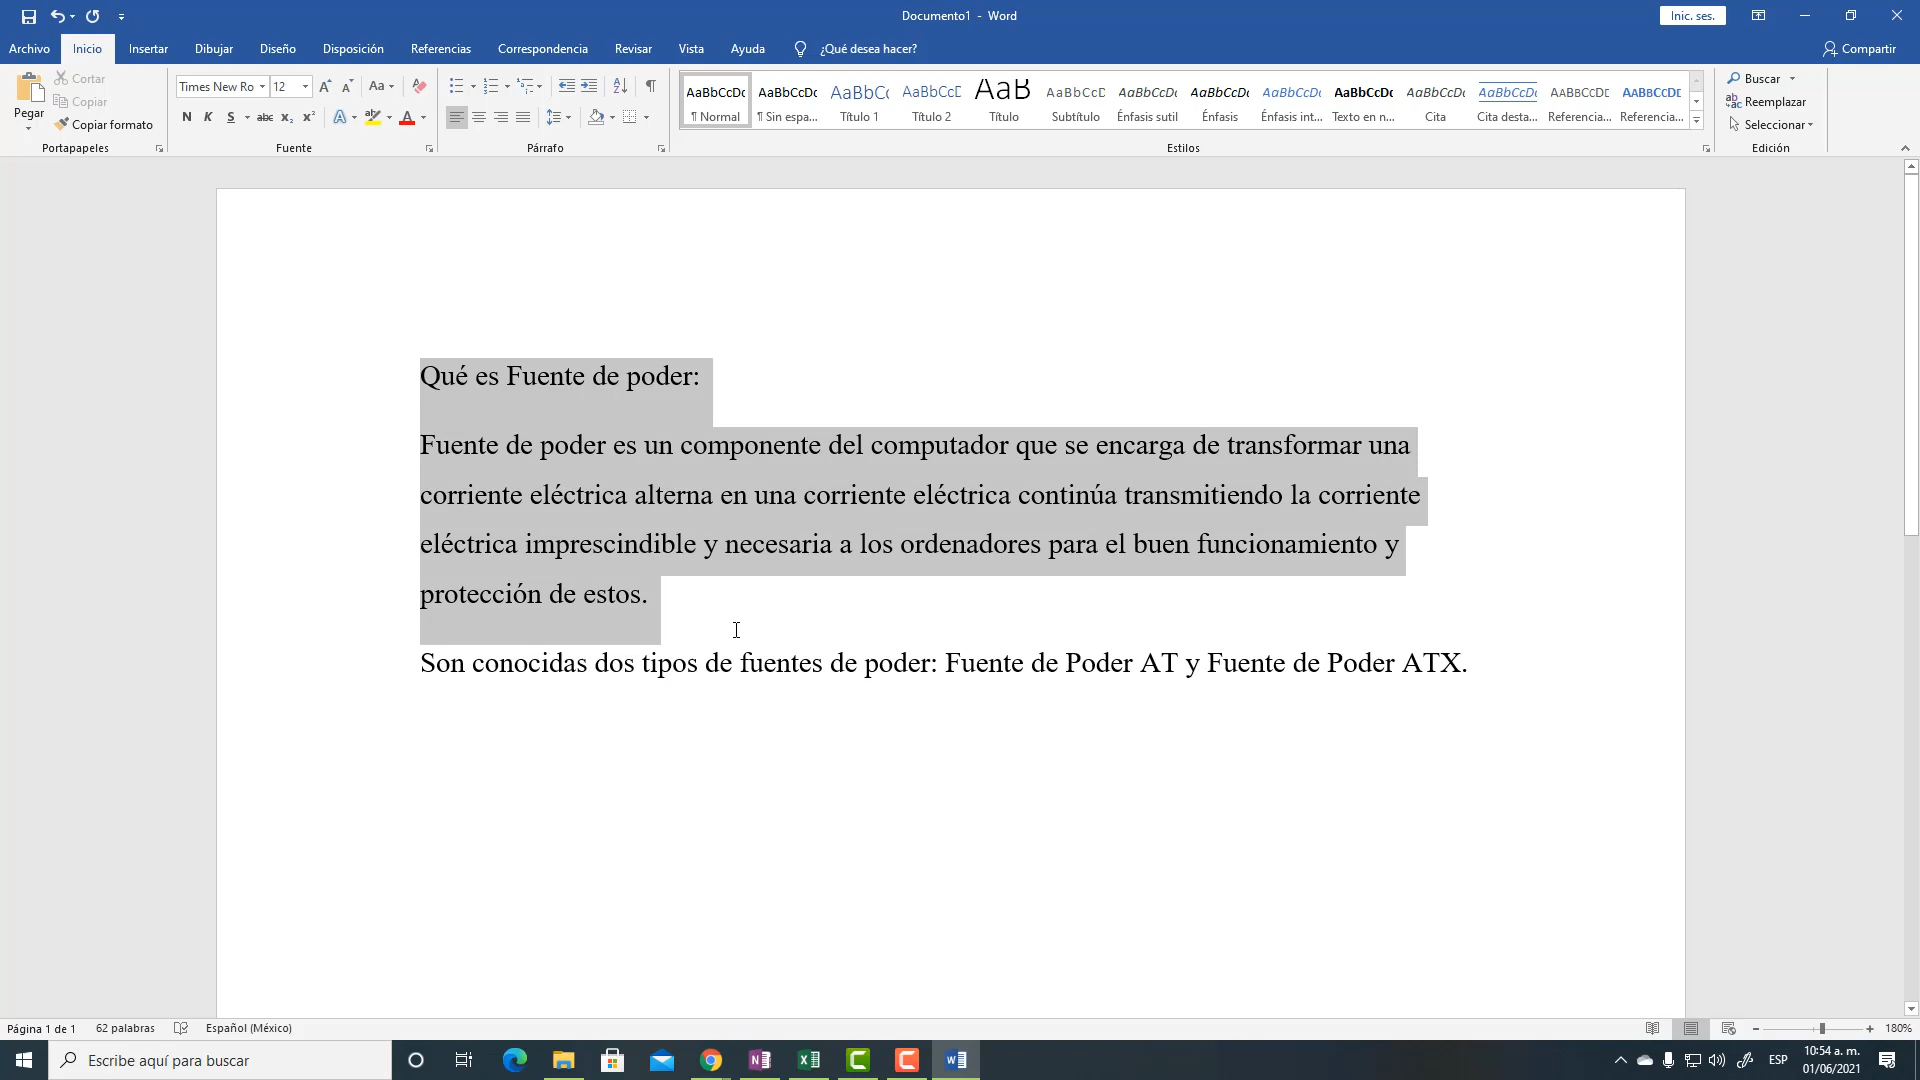 Documento1 - Word
Inic. ses.
Archivo
Inicio
Insertar
Dibujar
Diseño
Disposición
Referencias
Correspondencia
Revisar
Vista
Ayuda
¿Qué desea hacer?
Compartir
Pegar
Cortar
Copiar
Copiar formato
Portapapeles
Times New Ro
12
Aa
N K S abc x₂ x²
A
A
Fuente
Párrafo
AaBbCcDc
¶ Normal
AaBbCcDc
¶ Sin espa...
AaBbCc
Título 1
AaBbCcD
Título 2
AaB
Título
AaBbCcD
Subtítulo
AaBbCcDc
Énfasis sutil
AaBbCcDc
Énfasis
AaBbCcDc
Énfasis int...
AaBbCcDc
Texto en n...
AaBbCcDc
Cita
AaBbCcDc
Cita desta...
AABBCCDE
Referencia...
AABBCCDE
Referencia...
Estilos
Buscar
Reemplazar
Seleccionar
Edición
Qué es Fuente de poder:
Fuente de poder es un componente del computador que se encarga de transformar una
corriente eléctrica alterna en una corriente eléctrica continúa transmitiendo la corriente
eléctrica imprescindible y necesaria a los ordenadores para el buen funcionamiento y
protección de estos.
Son conocidas dos tipos de fuentes de poder: Fuente de Poder AT y Fuente de Poder ATX.
Página 1 de 1
62 palabras
Español (México)
180%
Escribe aquí para buscar
ESP
10:54 a. m.
01/06/2021